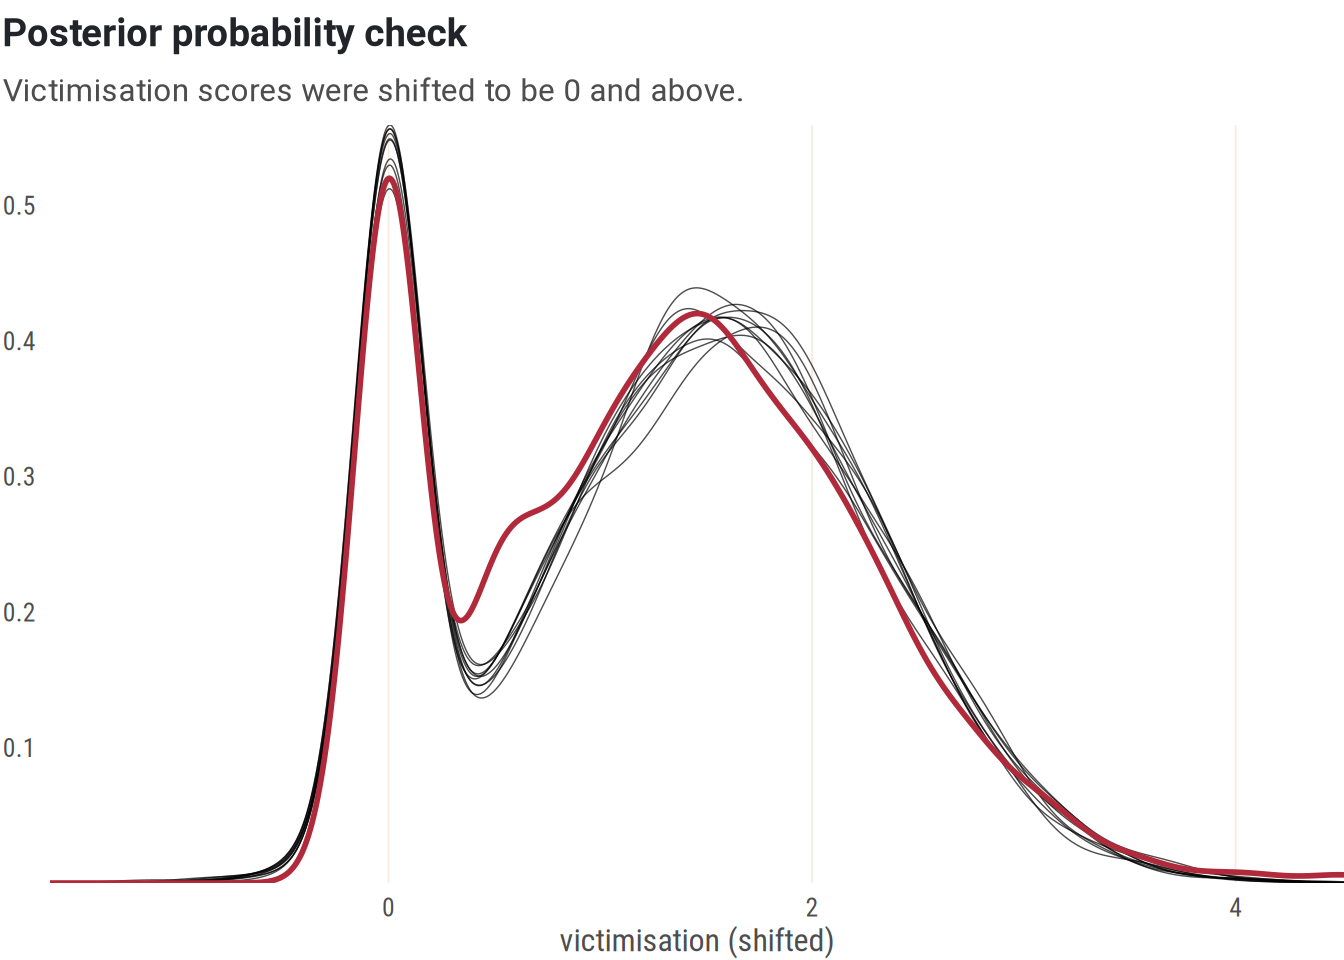 Posterior probability check
Victimisation scores were shifted to be 0 and above.
0.5
0.4
0.3
0.2
0.1
0 2 4
victimisation (shifted)